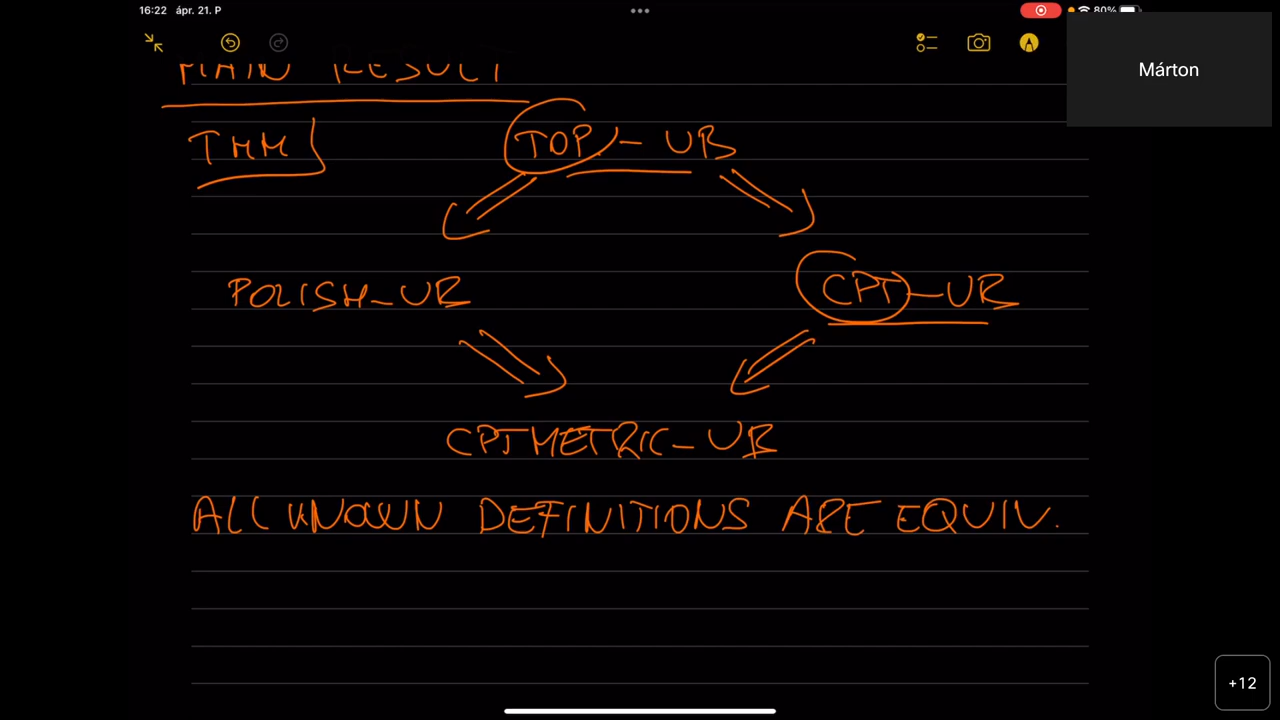 16:22 ápr. 21. P
80%
Márton
MAIN RESULT
THM TOP-UB
POLISH-UB CPT-UB
CPTMETRIC-UB
ALL KNOWN DEFINITIONS ARE EQUIV.
+12